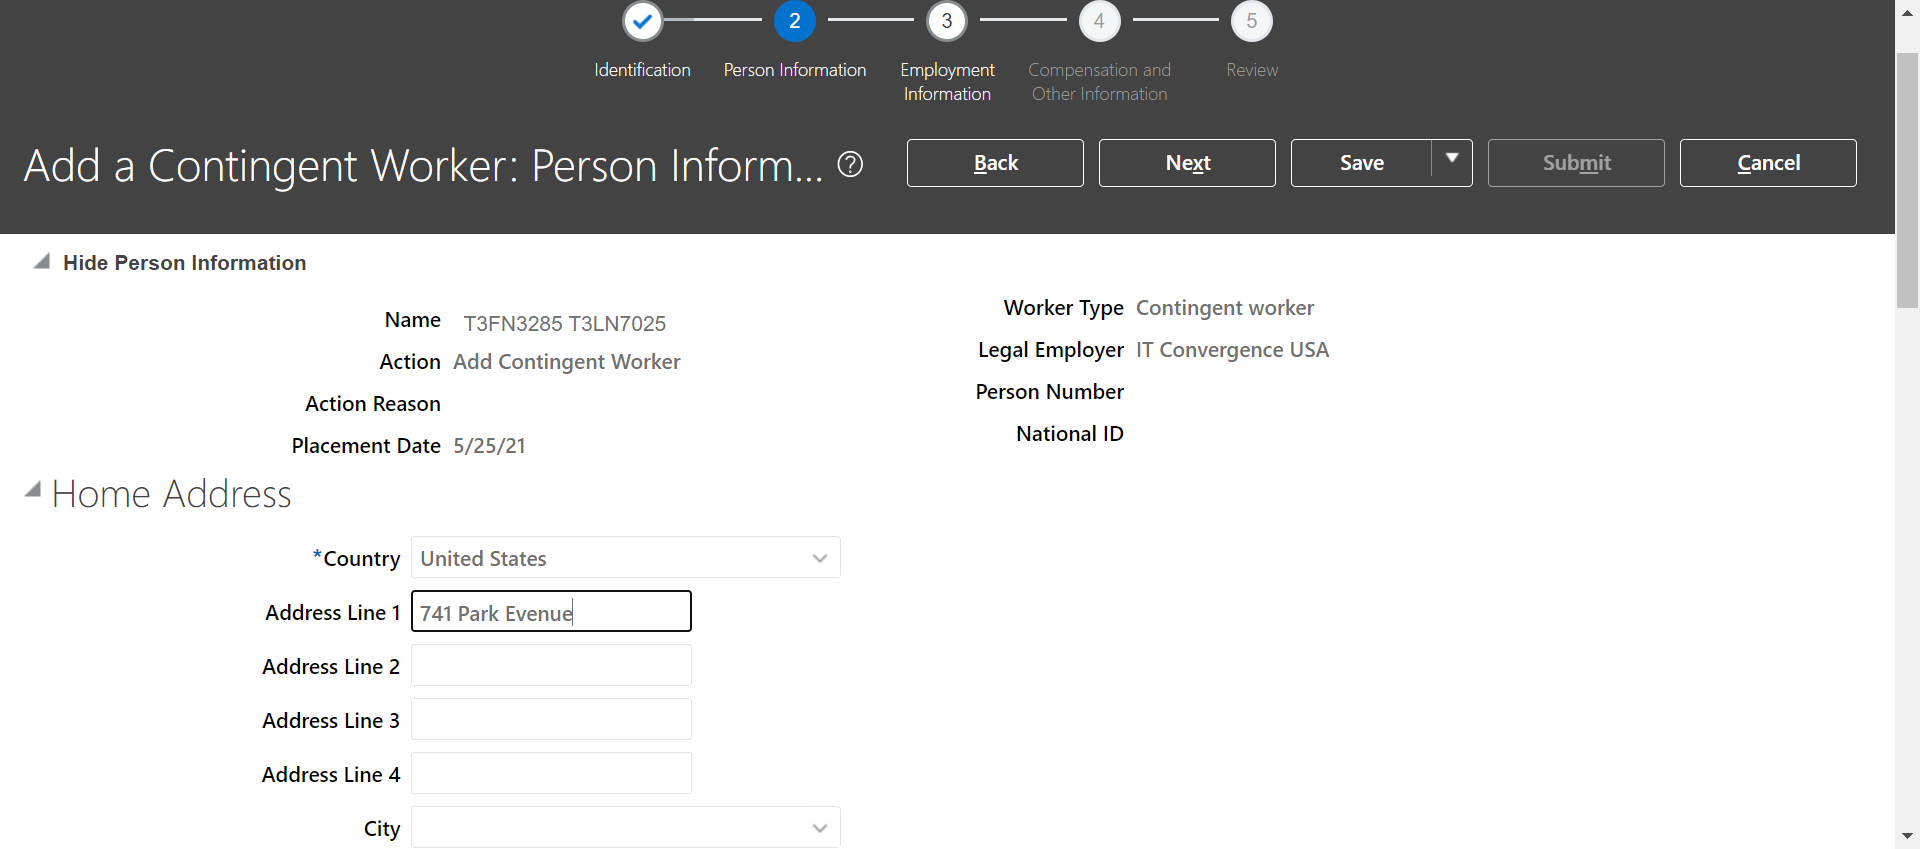 2 3 4 5
Identification Person Information Employment Information Compensation and Other Information Review
Add a Contingent Worker: Person Inform... ?
Back Next Save Submit Cancel
Hide Person Information
Name T3FN3285 T3LN7025
Action Add Contingent Worker
Action Reason
Placement Date 5/25/21
Worker Type Contingent worker
Legal Employer IT Convergence USA
Person Number
National ID
Home Address
*Country United States
Address Line 1 741 Park Evenue
Address Line 2
Address Line 3
Address Line 4
City